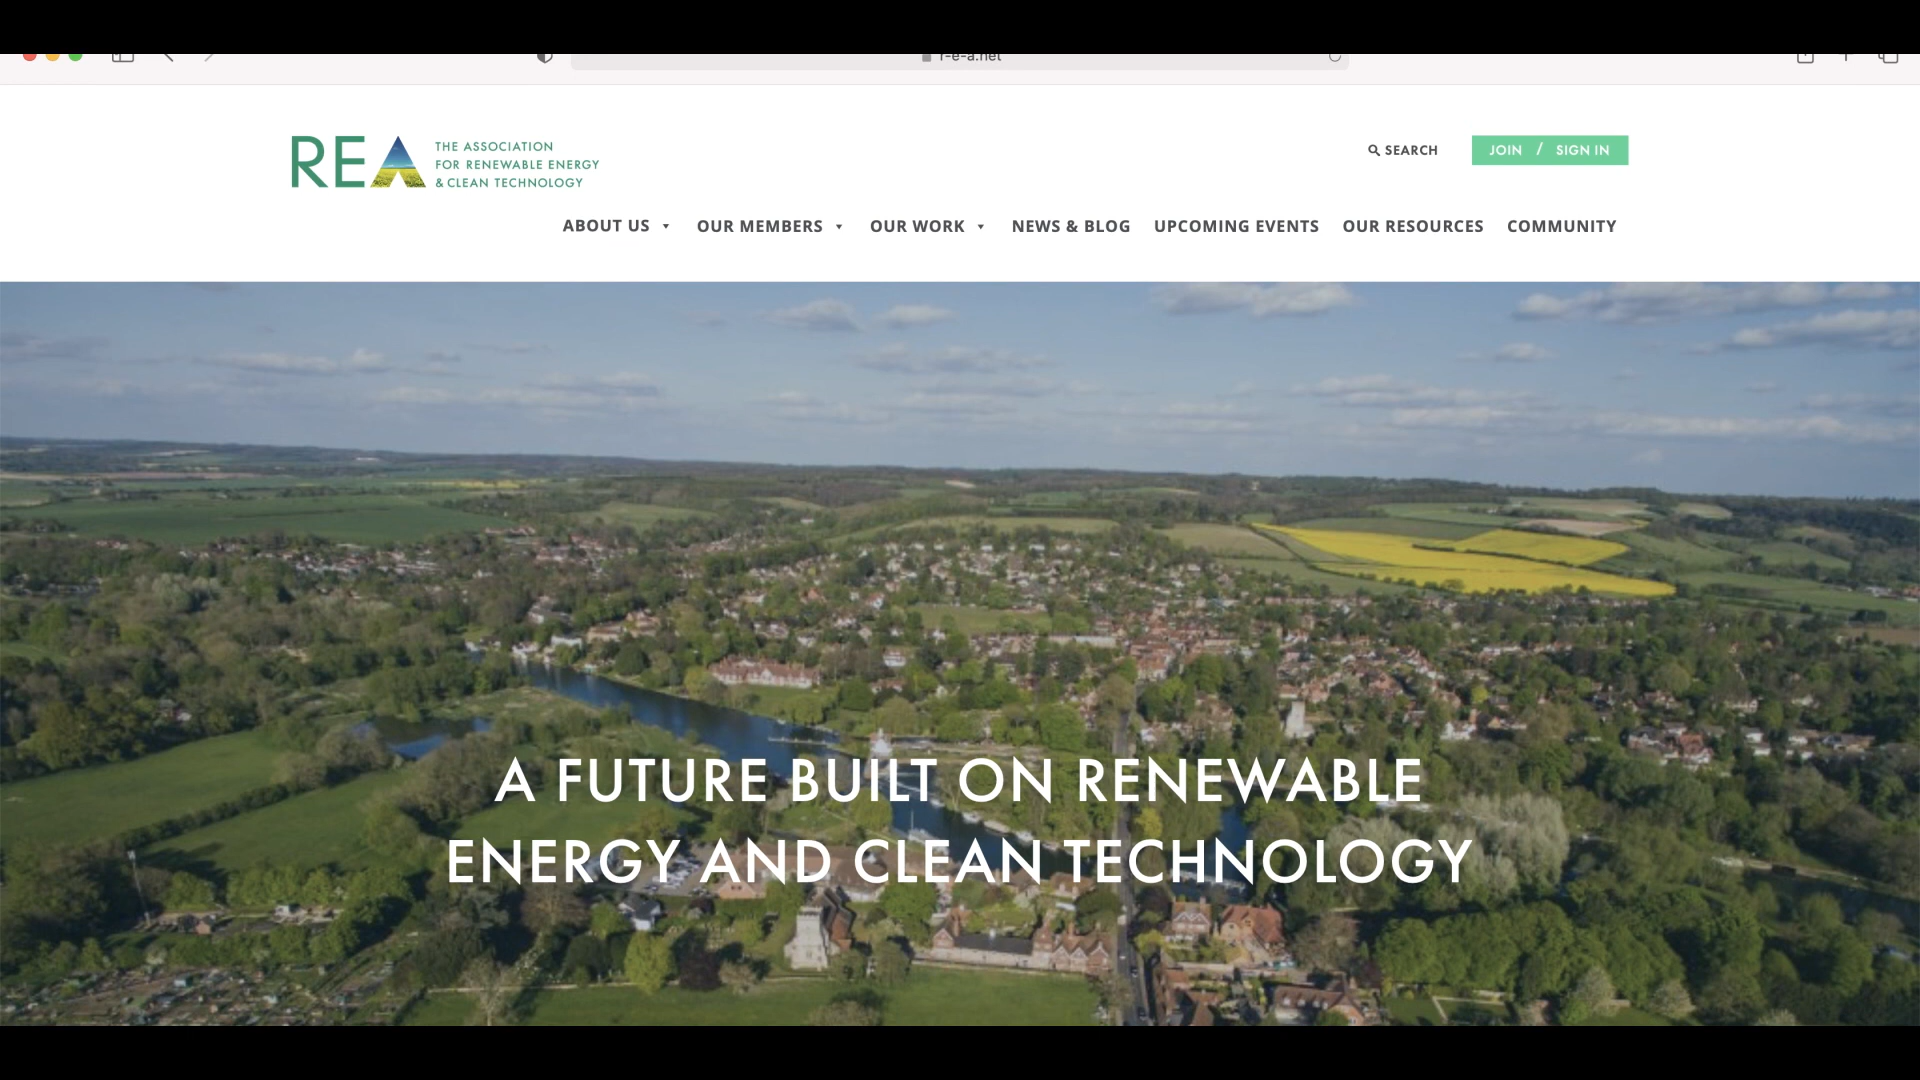 r-e-a.net
REA
THE ASSOCIATION
FOR RENEWABLE ENERGY
& CLEAN TECHNOLOGY
SEARCH
JOIN / SIGN IN
ABOUT US OUR MEMBERS OUR WORK NEWS & BLOG UPCOMING EVENTS OUR RESOURCES COMMUNITY
A FUTURE BUILT ON RENEWABLE
ENERGY AND CLEAN TECHNOLOGY